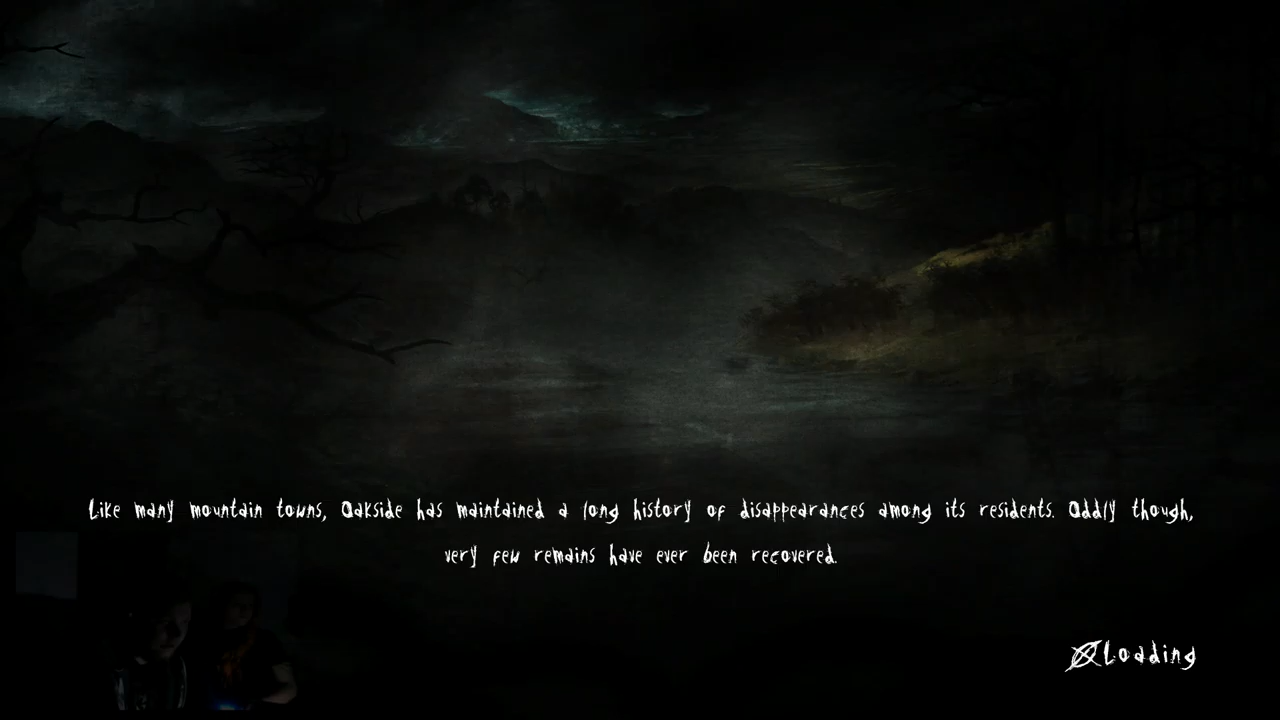 Like many mountain towns, Oakside has maintained a long history of disappearances among its residents. Oddly though,
very few remains have ever been recovered.
Loading